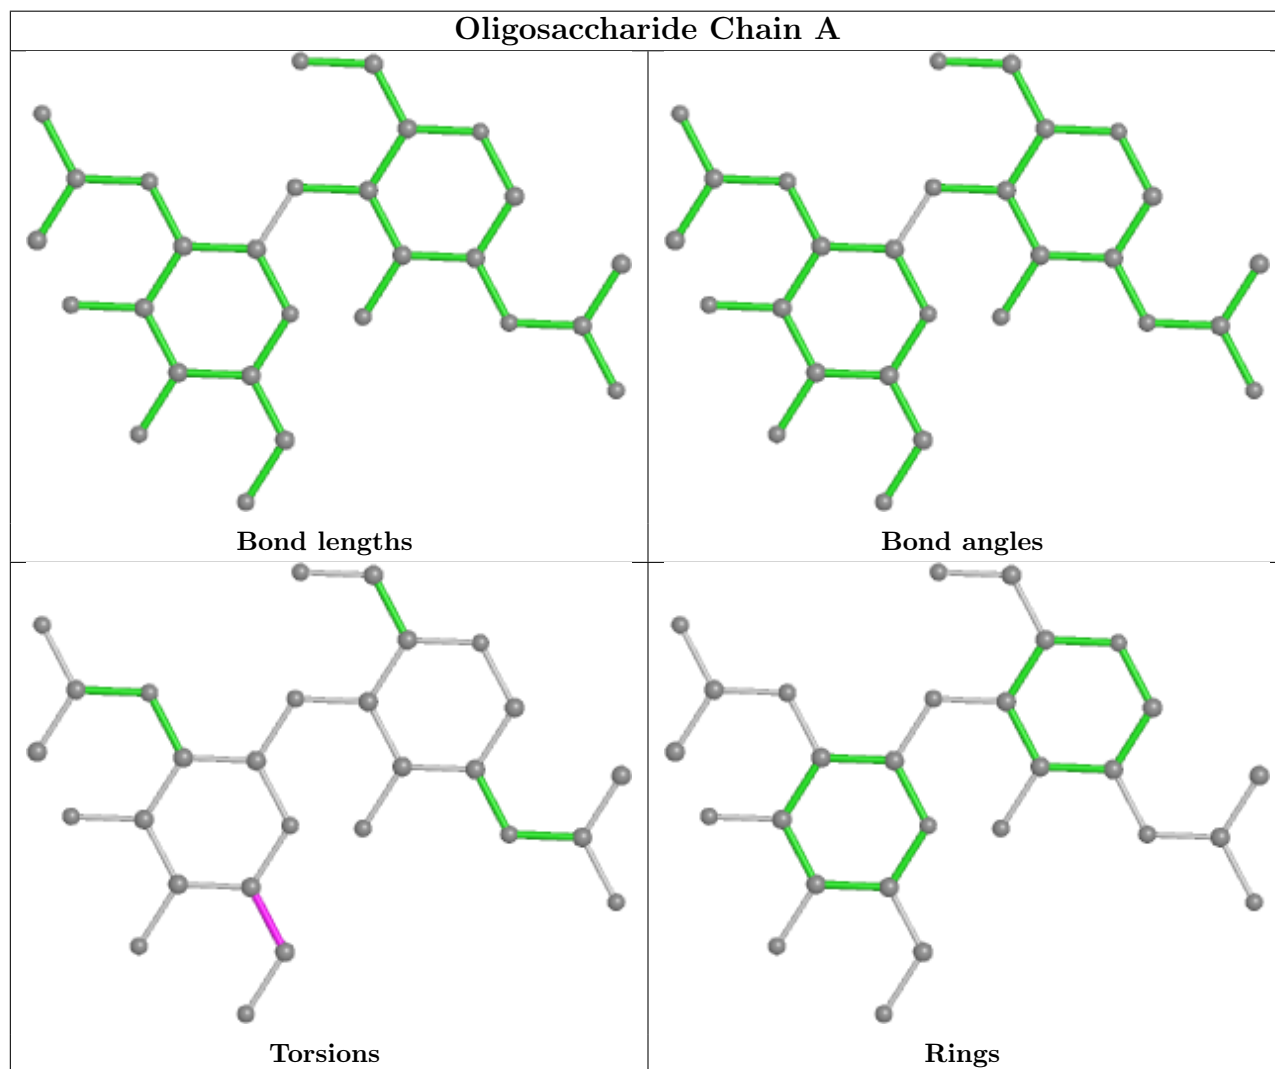 Oligosaccharide Chain A
Bond lengths
Bond angles
Torsions
Rings